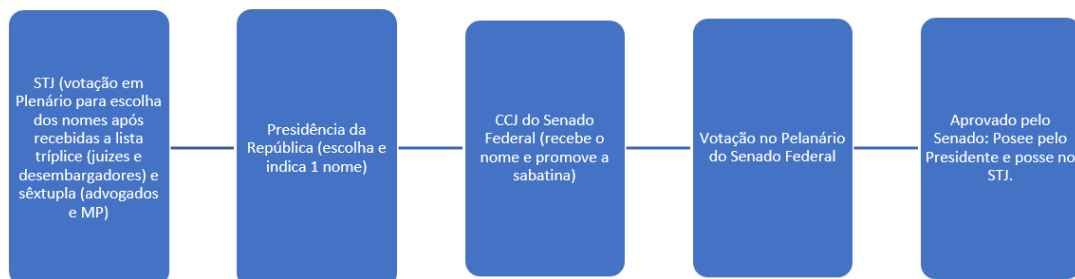 STJ (votação em
Plenário para escolha
dos nomes após
recebidas a lista
tríplice (juizes e
desembargadores) e
sêxtupla (advogados
e MP)
Presidência da
República (escolha e
indica 1 nome)
CCJ do Senado
Federal (recebe o
nome e promove a
sabatina)
Votação no Pelanário
do Senado Federal
Aprovado pelo
Senado: Posee pelo
Presidente e posse no
STJ.